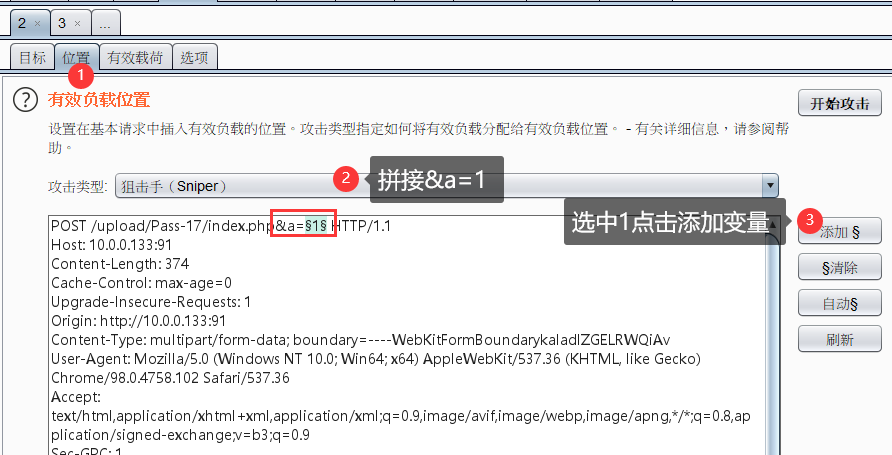 2 × 3 × ...
目标 位置 有效载荷 选项
1
? 有效负载位置 开始攻击
设置在基本请求中插入有效负载的位置。攻击类型指定如何将有效负载分配给有效负载位置。 - 有关详细信息，请参阅帮
助。
攻击类型: 狙击手（Sniper） 2 拼接&a=1
选中1点击添加变量 3 添加 §
POST /upload/Pass-17/index.php&a=§1§ HTTP/1.1
Host: 10.0.0.133:91
Content-Length: 374
§清除
Cache-Control: max-age=0
Upgrade-Insecure-Requests: 1
自动§
Origin: http://10.0.0.133:91
Content-Type: multipart/form-data; boundary=----WebKitFormBoundarykaladIZGELRWQiAv
刷新
User-Agent: Mozilla/5.0 (Windows NT 10.0; Win64; x64) AppleWebKit/537.36 (KHTML, like Gecko)
Chrome/98.0.4758.102 Safari/537.36
Accept:
text/html,application/xhtml+xml,application/xml;q=0.9,image/avif,image/webp,image/apng,*/*;q=0.8,ap
plication/signed-exchange;v=b3;q=0.9
Sec-GPC: 1